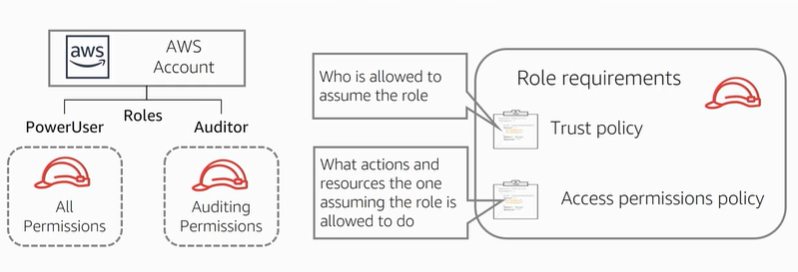 aws
AWS
Account
Roles
PowerUser
Auditor
All
Permissions
Auditing
Permissions
Who is allowed to
assume the role
What actions and
resources the one
assuming the role is
allowed to do
Role requirements
Trust policy
Access permissions policy